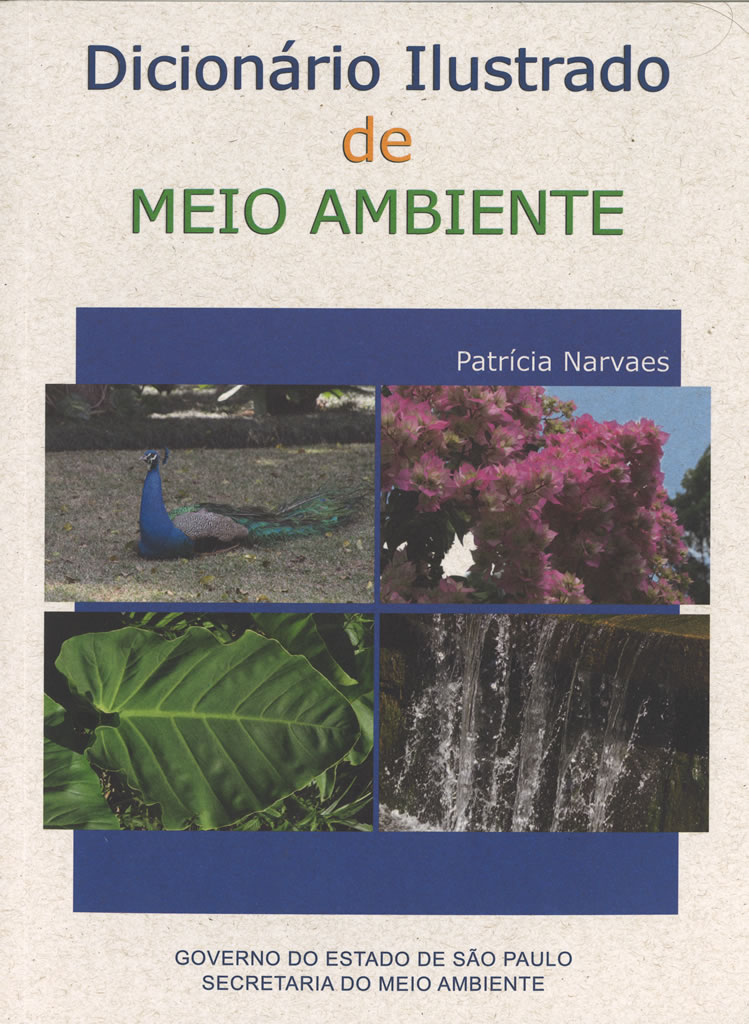 Dicionário Ilustrado
de
MEIO AMBIENTE
Patrícia Narvaes
GOVERNO DO ESTADO DE SÃO PAULO
SECRETARIA DO MEIO AMBIENTE